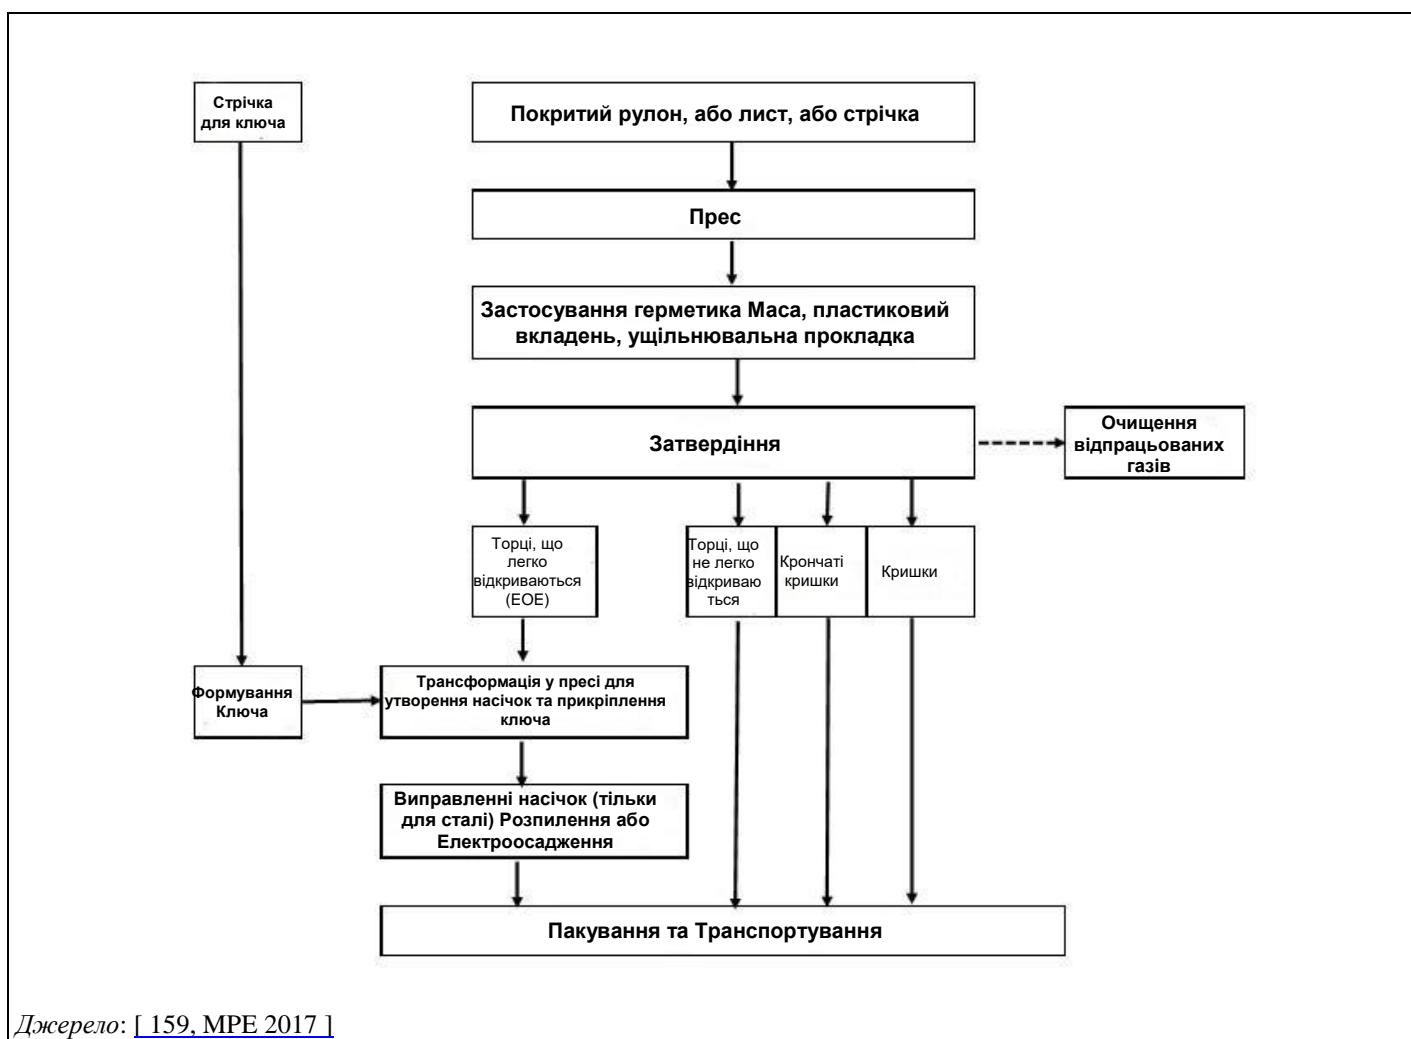 Стрічка
для ключа
Покритий рулон, або лист, або стрічка
Прес
Застосування герметика Маса, пластиковий
вкладень, ущільнювальна прокладка
Затвердіння
Очищення
відпрацьованих
газів
Торці, що
легко
відкриваються
(EOE)
Торці, що
не легко
відкриваю
ться
Крончаті
кришки
Кришки
Формування
Ключа
Трансформація у пресі для
утворення насічок та прикріплення
ключа
Виправленні насічок (тільки
для сталі) Розпилення або
Електроосадження
Пакування та Транспортування
Джерело: [ 159, MPE 2017 ]